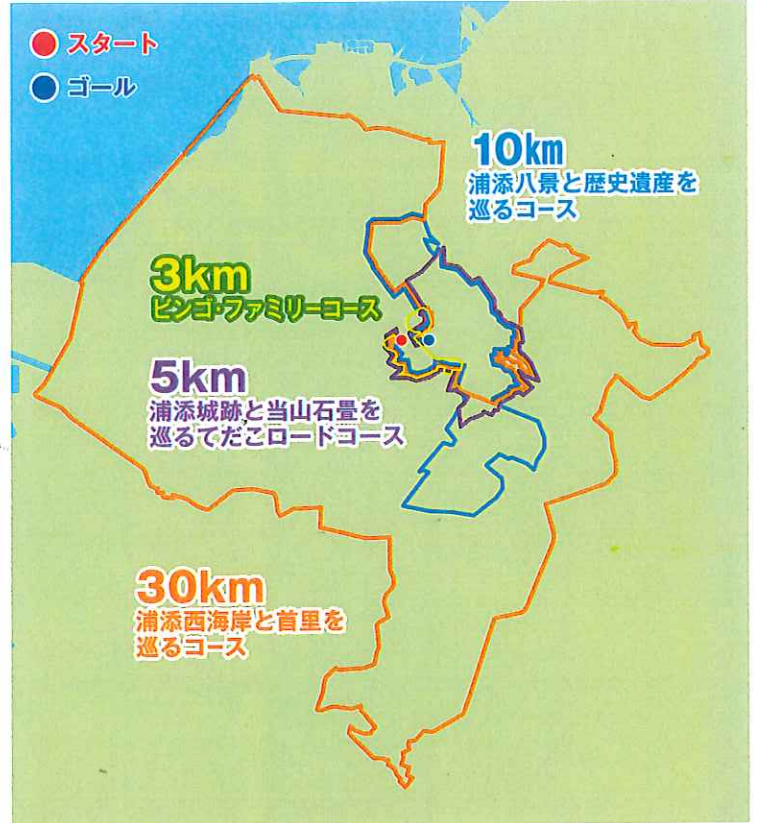 スタート
ゴール
10km
浦添八景と歴史遺産を
巡るコース
3km
ビンゴ・ファミリーコース
5km
浦添城跡と当山石畳を
巡るてだこロードコース
30km
浦添西海岸と首里を
巡るコース